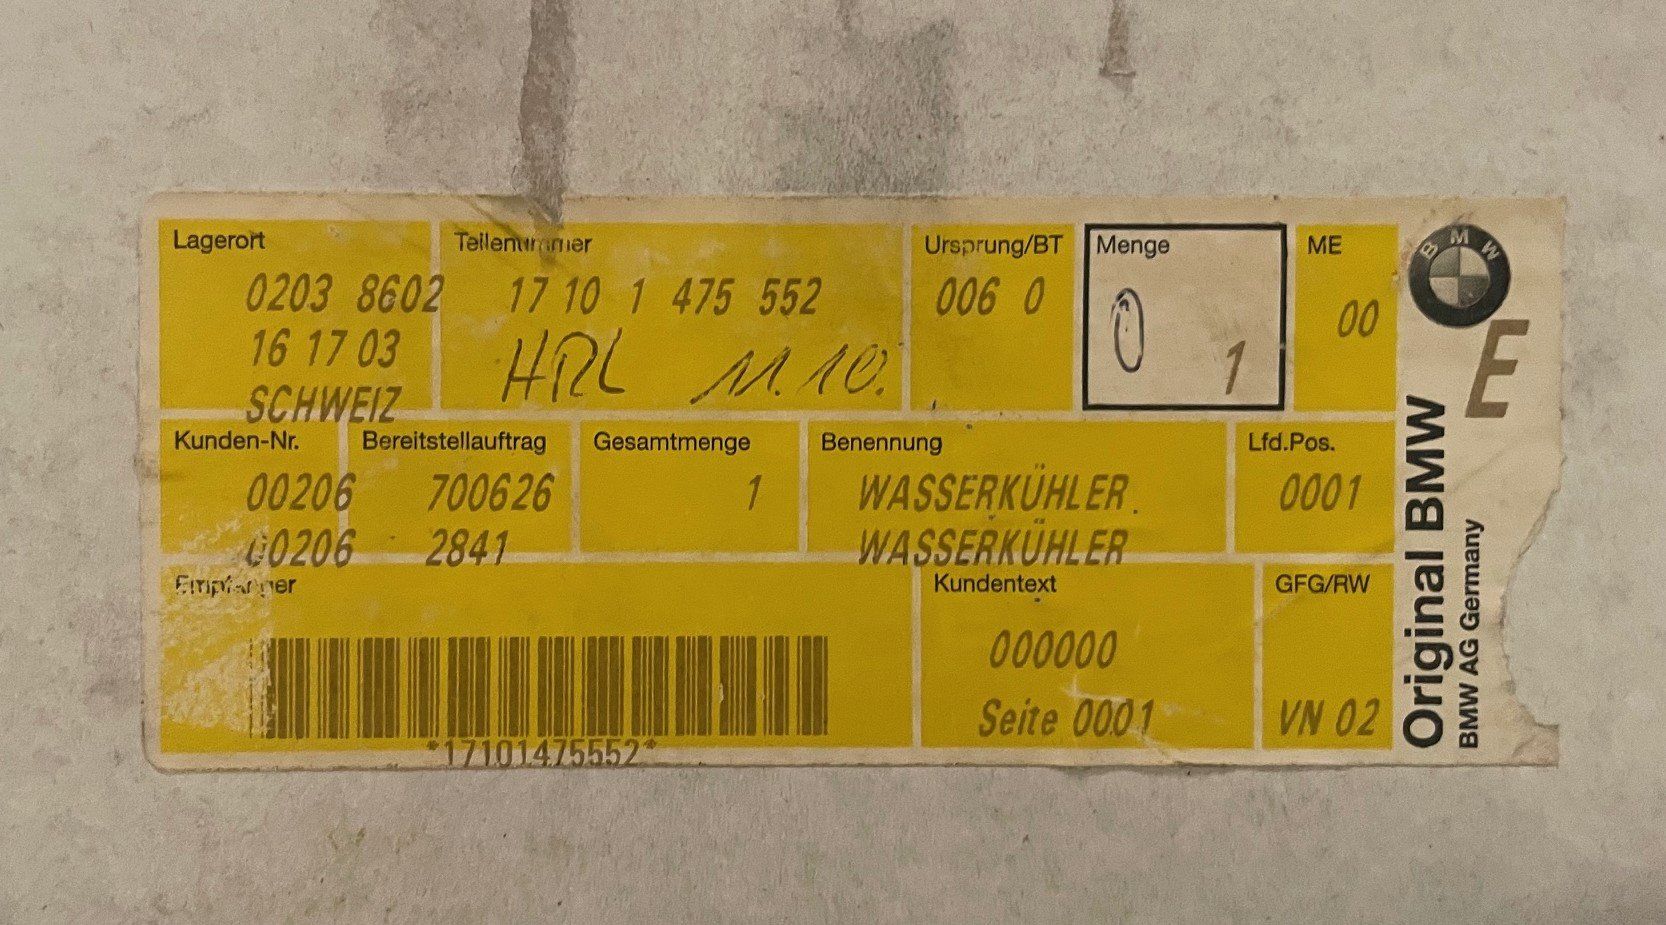 Lagerort
0203 8602
16 17 03
SCHWEIZ
Teilenummer
17 10 1 475 552
HRL 11.10.
Ursprung/BT
006 0
Menge
0
1
ME
00
BMW
E
Kunden-Nr.
00206
00206
Bereitstellauftrag
700626
2841
Gesamtmenge
1
Benennung
WASSERKÜHLER
WASSERKÜHLER
Lfd.Pos.
0001
Empfänger
*17101475552*
Kundentext
000000
Seite 0001
GFG/RW
VN 02
Original BMW
BMW AG Germany